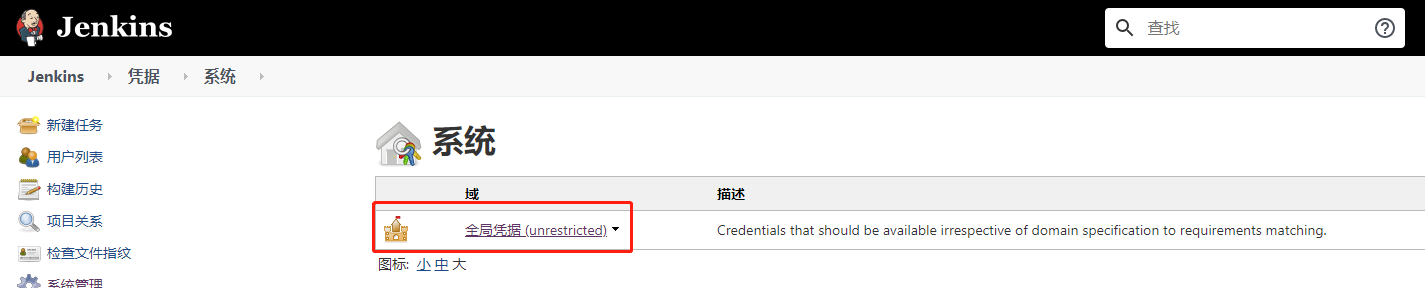 Jenkins
查找
Jenkins 凭据 系统
新建任务
用户列表
构建历史
项目关系
检查文件指纹
系统管理
系统
域 描述
全局凭据 (unrestricted) Credentials that should be available irrespective of domain specification to requirements matching.
图标: 小 中 大